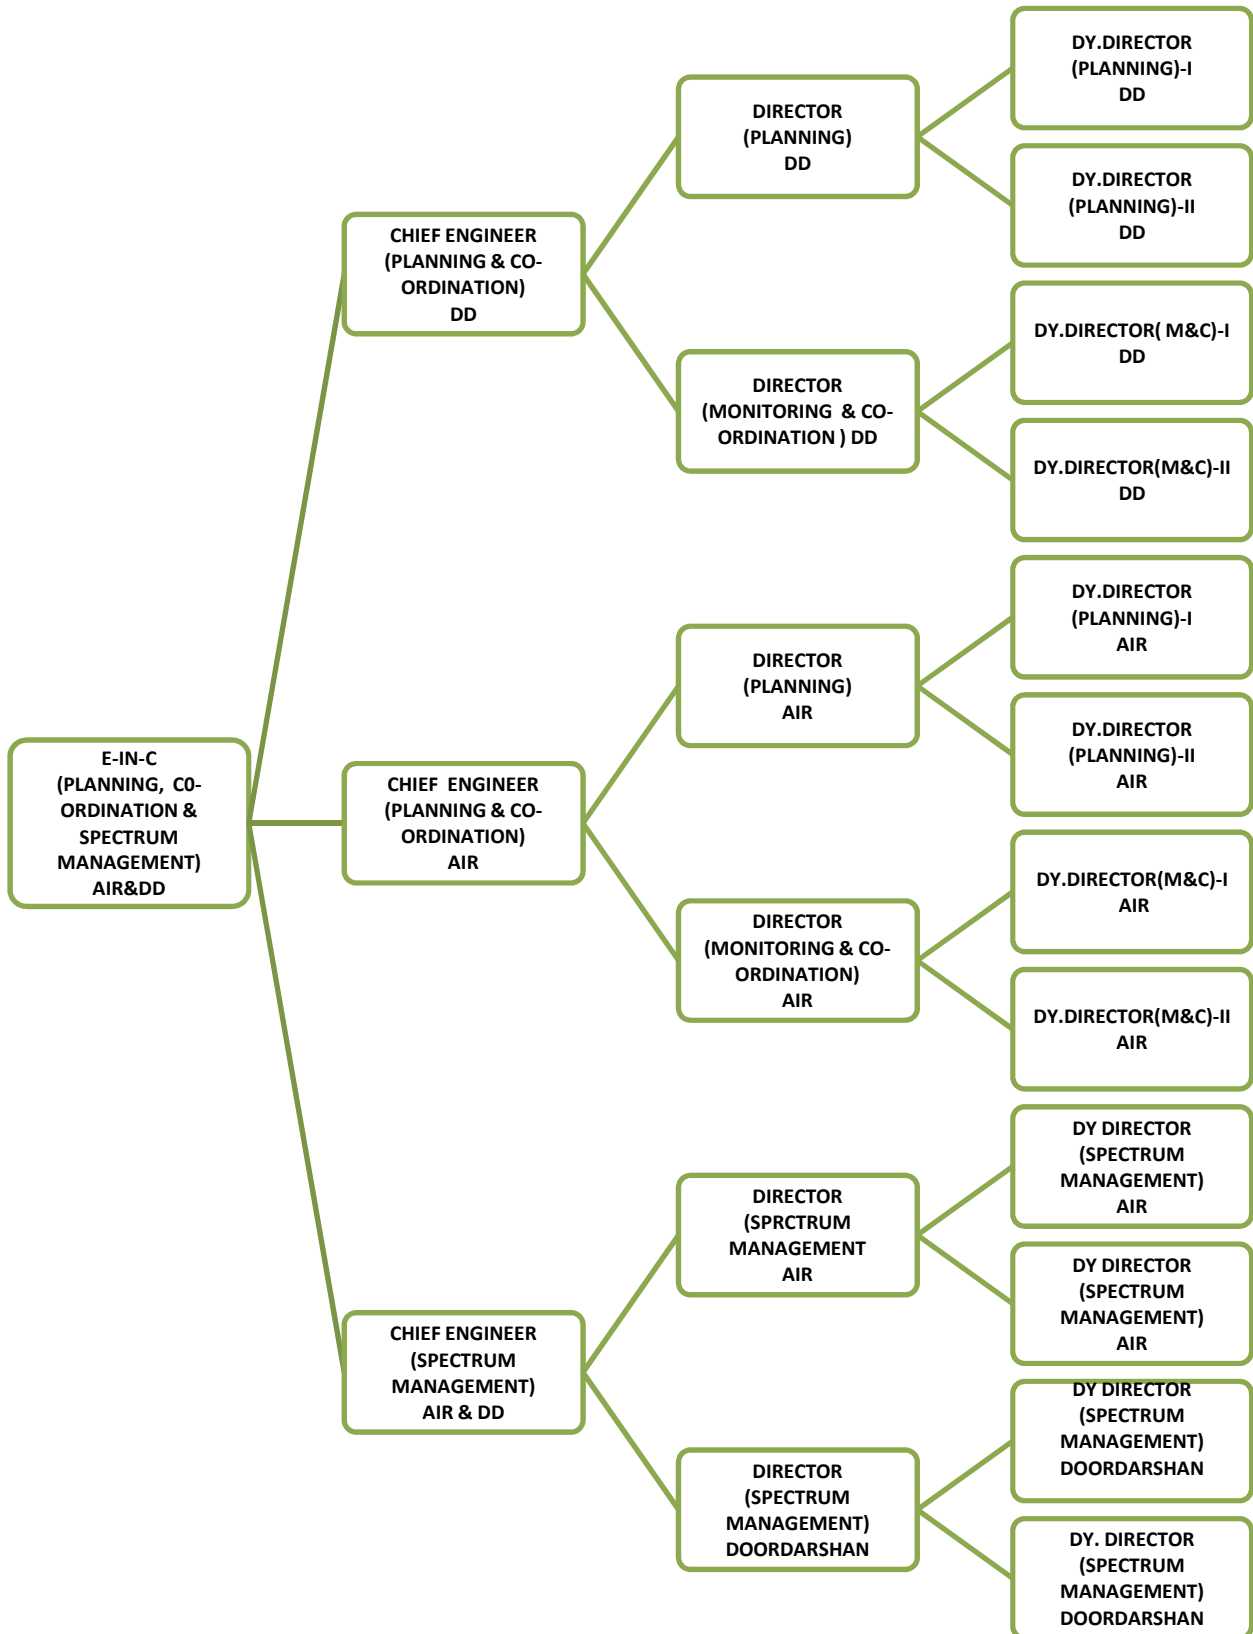 E-IN-C
(PLANNING, C0-
ORDINATION &
SPECTRUM
MANAGEMENT)
AIR&DD
CHIEF ENGINEER
(PLANNING & CO-
ORDINATION)
DD
DIRECTOR
(PLANNING)
DD
DY.DIRECTOR
(PLANNING)-I
DD
DY.DIRECTOR
(PLANNING)-II
DD
DIRECTOR
(MONITORING & CO-
ORDINATION ) DD
DY.DIRECTOR( M&C)-I
DD
DY.DIRECTOR(M&C)-II
DD
CHIEF ENGINEER
(PLANNING & CO-
ORDINATION)
AIR
DIRECTOR
(PLANNING)
AIR
DY.DIRECTOR
(PLANNING)-I
AIR
DY.DIRECTOR
(PLANNING)-II
AIR
DIRECTOR
(MONITORING & CO-
ORDINATION)
AIR
DY.DIRECTOR(M&C)-I
AIR
DY.DIRECTOR(M&C)-II
AIR
CHIEF ENGINEER
(SPECTRUM
MANAGEMENT)
AIR & DD
DIRECTOR
(SPRCTRUM
MANAGEMENT
AIR
DY DIRECTOR
(SPECTRUM
MANAGEMENT)
AIR
DY DIRECTOR
(SPECTRUM
MANAGEMENT)
AIR
DIRECTOR
(SPECTRUM
MANAGEMENT)
DOORDARSHAN
DY DIRECTOR
(SPECTRUM
MANAGEMENT)
DOORDARSHAN
DY. DIRECTOR
(SPECTRUM
MANAGEMENT)
DOORDARSHAN